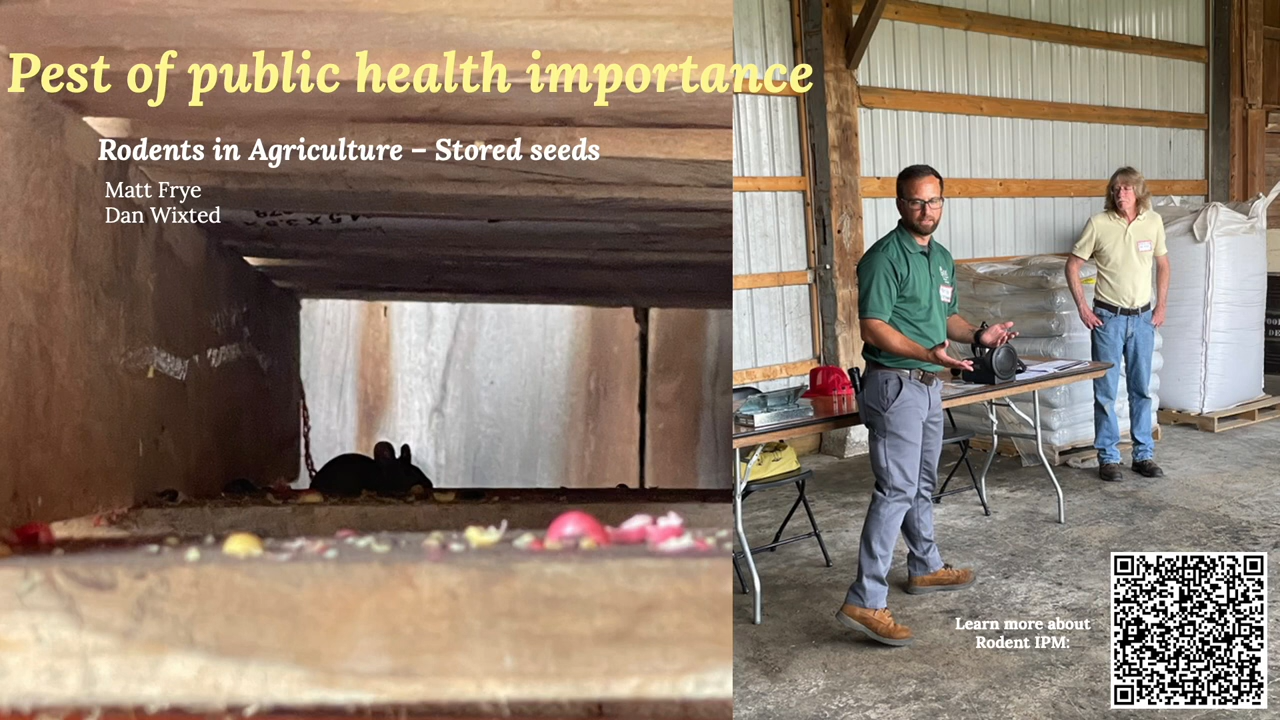 Pest of public health importance
Rodents in Agriculture – Stored seeds
Matt Frye
Dan Wixted
Learn more about
Rodent IPM: